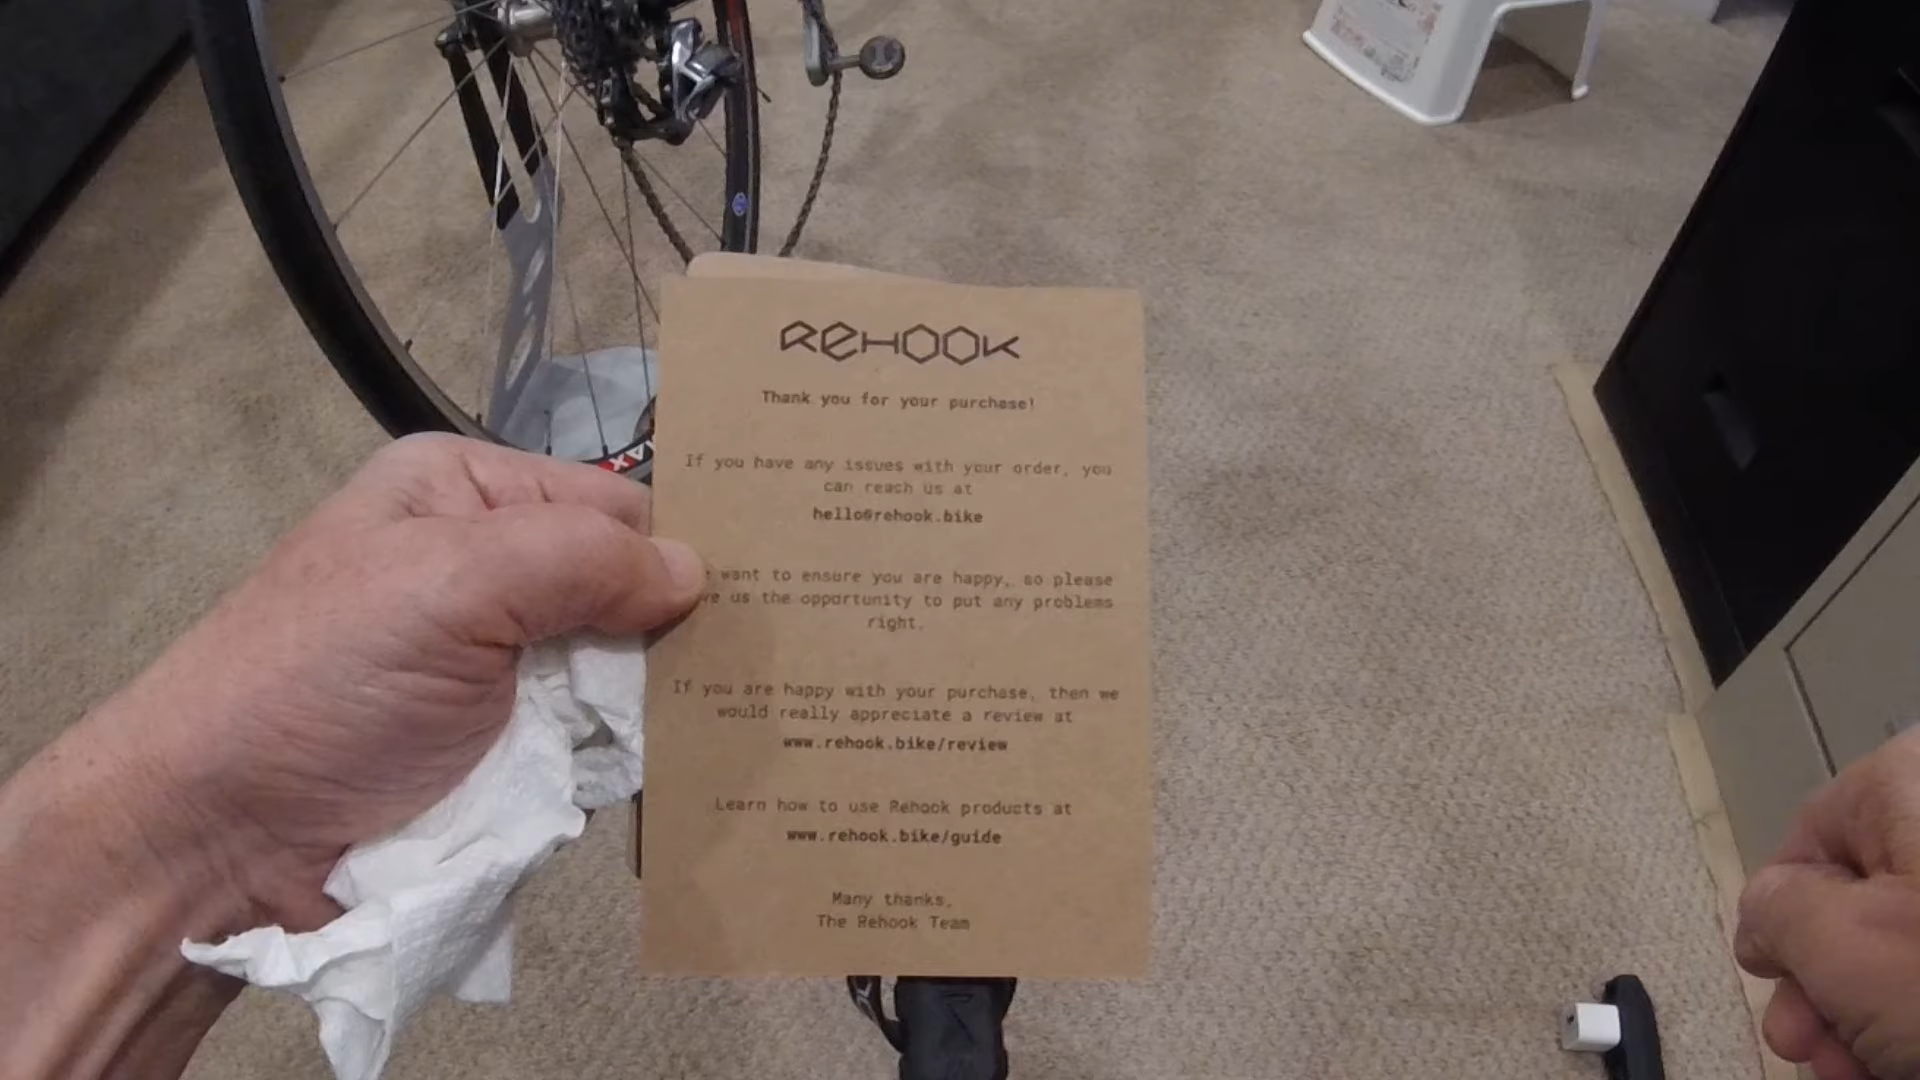 REHOOK
Thank you for your purchase!
If you have any issues with your order, you
can reach us at
hello@rehook.bike
want to ensure you are happy, so please
us the opportunity to put any problems
right.
If you are happy with your purchase, then we
would really appreciate a review at
www.rehook.bike/review
Learn how to use Rehook products at
www.rehook.bike/guide
Many thanks,
The Rehook Team